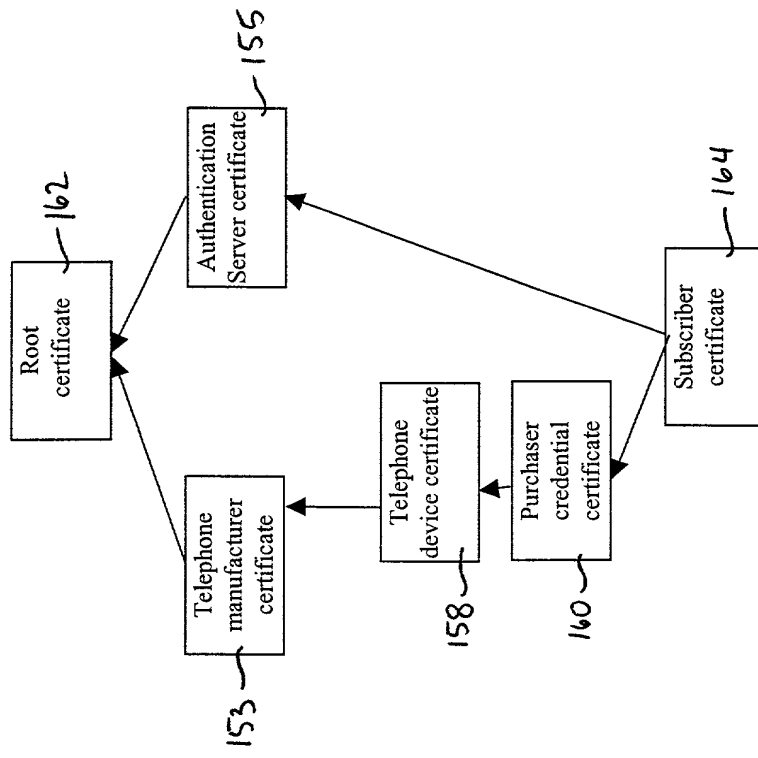 162
Root
certificate
155
Authentication
Server certificate
153
Telephone
manufacturer
certificate
158
Telephone
device certificate
160
Purchaser
credential
certificate
164
Subscriber
certificate